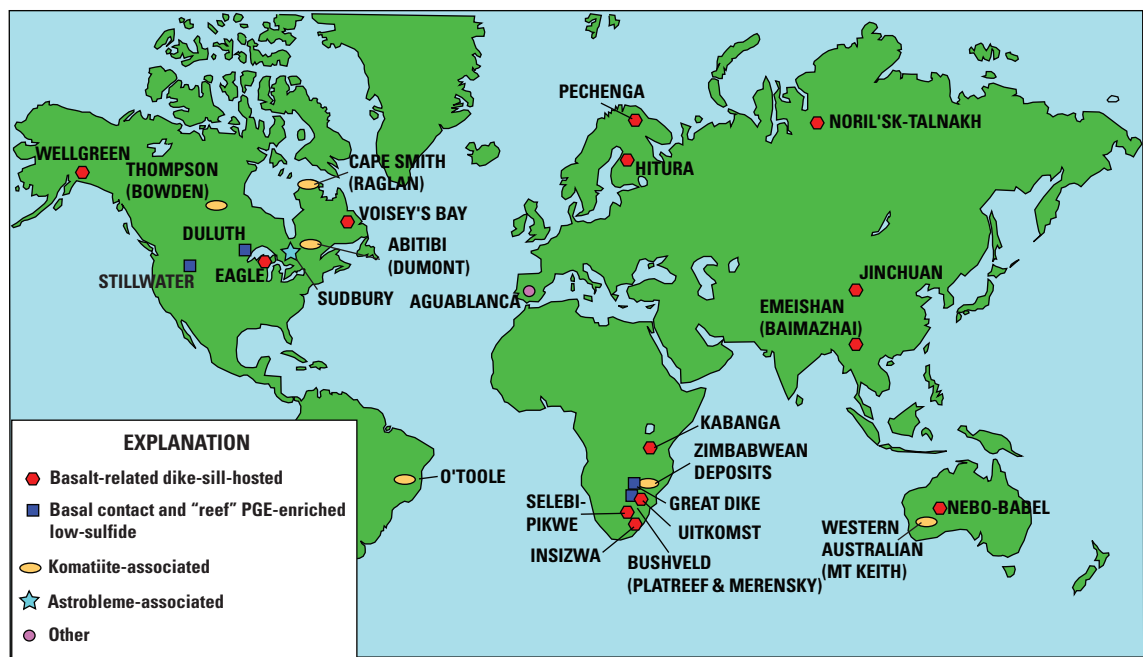 PECHENGA
NORIL'SK-TALNAKH
WELLGREEN
CAPE SMITH
(RAGLAN)
THOMPSON
(BOWDEN)
HITURA
VOISEY'S BAY
DULUTH
ABITIBI
(DUMONT)
STILLWATER
EAGLE
SUDBURY
AGUABLANCA
JINCHUAN
EMEISHAN
(BAIMAZHAI)
KABANGA
ZIMBABWEAN
DEPOSITS
O'TOOLE
GREAT DIKE
SELEBI-
PIKWE
UITKOMST
INSIZWA
BUSHVELD
(PLATREEF & MERENSKY)
NEBO-BABEL
WESTERN
AUSTRALIAN
(MT KEITH)
EXPLANATION
Basalt-related dike-sill-hosted
Basal contact and “reef” PGE-enriched
low-sulfide
Komatiite-associated
Astrobleme-associated
Other